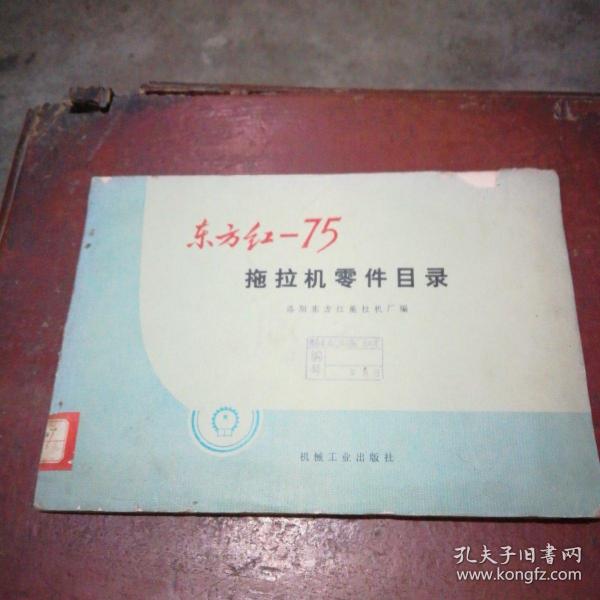 东方红—75
拖拉机零件目录
洛阳东方红拖拉机厂编
机械工业出版社
孔夫子旧书网
www.kongfz.com